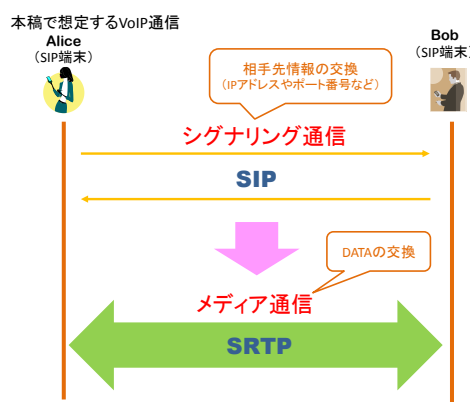 本稿で想定するVoIP通信
Alice
（SIP端末）
Bob
（SIP端末）
相手先情報の交換
（IPアドレスやポート番号など）
シグナリング通信
SIP
DATAの交換
メディア通信
SRTP